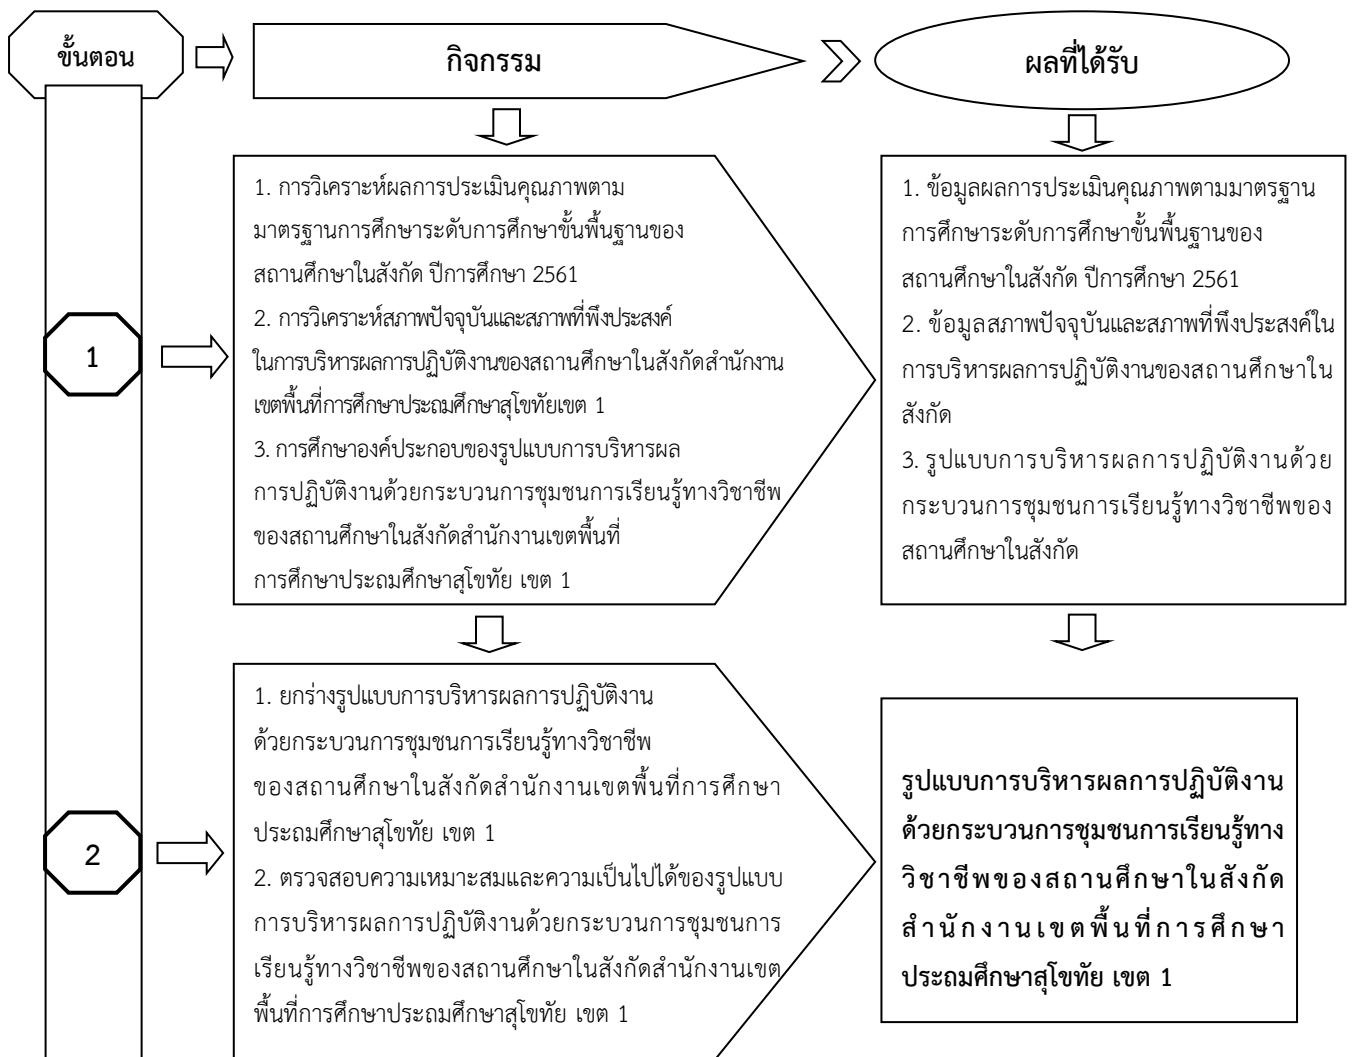 ขั้นตอน
กิจกรรม
ผลที่ได้รับ
1
1. การวิเคราะห์ผลการประเมินคุณภาพตาม
มาตรฐานการศึกษาระดับการศึกษาขั้นพื้นฐานของ
สถานศึกษาในสังกัด ปีการศึกษา 2561
2. การวิเคราะห์สภาพปัจจุบันและสภาพที่พึงประสงค์
ในการบริหารผลการปฏิบัติงานของสถานศึกษาในสังกัดสำนักงาน
เขตพื้นที่การศึกษาประถมศึกษาสุโขทัยเขต 1
3. การศึกษาองค์ประกอบของรูปแบบการบริหารผล
การปฏิบัติงานด้วยกระบวนการชุมชนการเรียนรู้ทางวิชาชีพ
ของสถานศึกษาในสังกัดสำนักงานเขตพื้นที่
การศึกษาประถมศึกษาสุโขทัย เขต 1
1. ข้อมูลผลการประเมินคุณภาพตามมาตรฐาน
การศึกษาระดับการศึกษาขั้นพื้นฐานของ
สถานศึกษาในสังกัด ปีการศึกษา 2561
2. ข้อมูลสภาพปัจจุบันและสภาพที่พึงประสงค์ใน
การบริหารผลการปฏิบัติงานของสถานศึกษาใน
สังกัด
3. รูปแบบการบริหารผลการปฏิบัติงานด้วย
กระบวนการชุมชนการเรียนรู้ทางวิชาชีพของ
สถานศึกษาในสังกัด
2
1. ยกร่างรูปแบบการบริหารผลการปฏิบัติงาน
ด้วยกระบวนการชุมชนการเรียนรู้ทางวิชาชีพ
ของสถานศึกษาในสังกัดสำนักงานเขตพื้นที่การศึกษา
ประถมศึกษาสุโขทัย เขต 1
2. ตรวจสอบความเหมาะสมและความเป็นไปได้ของรูปแบบ
การบริหารผลการปฏิบัติงานด้วยกระบวนการชุมชนการ
เรียนรู้ทางวิชาชีพของสถานศึกษาในสังกัดสำนักงานเขต
พื้นที่การศึกษาประถมศึกษาสุโขทัย เขต 1
รูปแบบการบริหารผลการปฏิบัติงาน
ด้วยกระบวนการชุมชนการเรียนรู้ทาง
วิชาชีพของสถานศึกษาในสังกัด
สำนักงานเขตพื้นที่การศึกษา
ประถมศึกษาสุโขทัย เขต 1